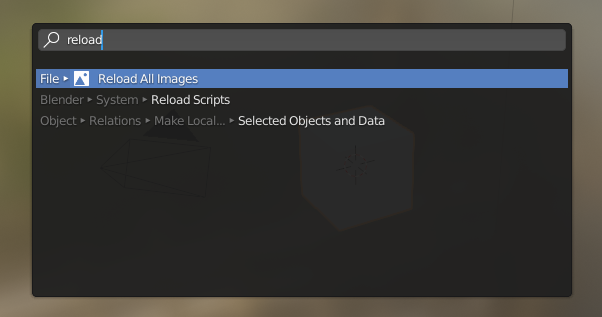 reload
File ▸ Reload All Images
Blender ▸ System ▸ Reload Scripts
Object ▸ Relations ▸ Make Local... ▸ Selected Objects and Data